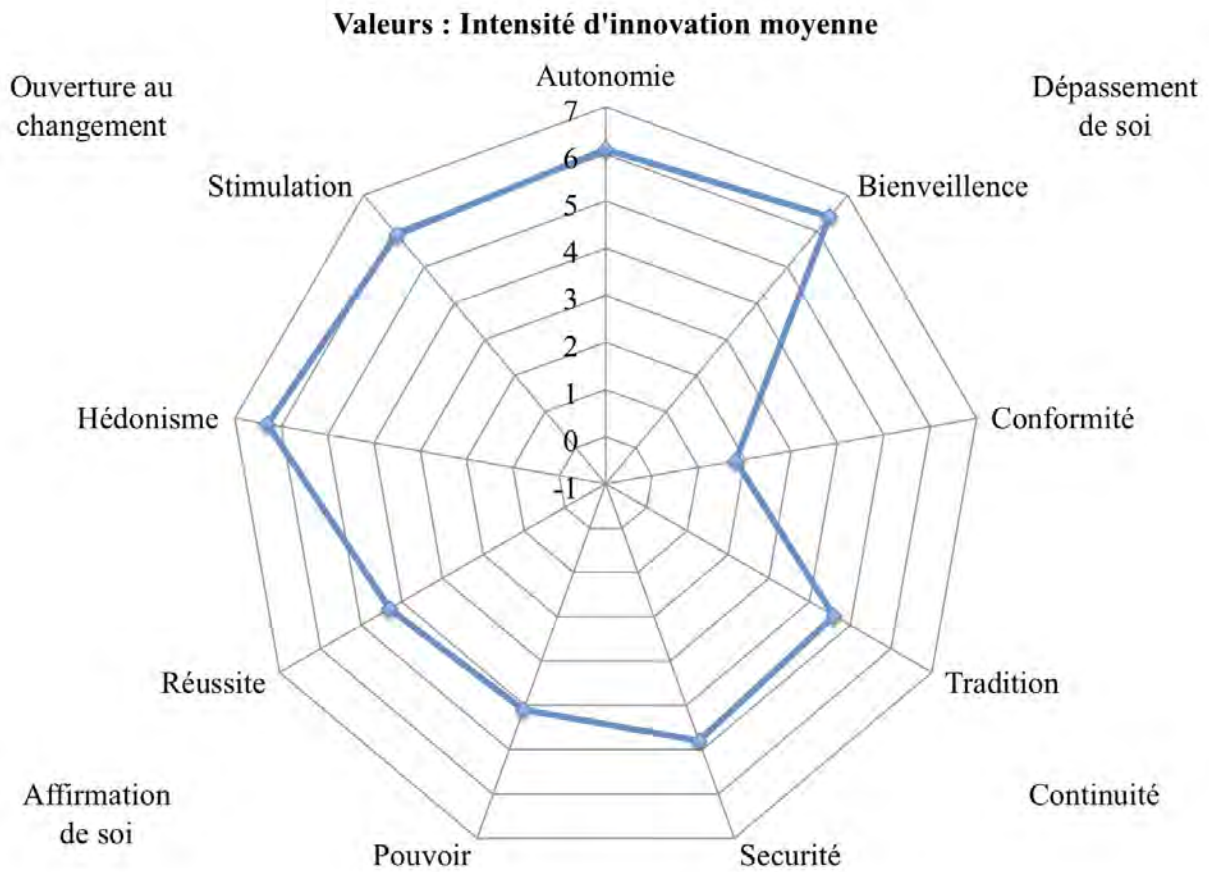 Valeurs : Intensité d'innovation moyenne
Ouverture au
changement
Autonomie
Dépassement
de soi
Stimulation
Bienveillence
Hédonisme
Conformité
7
6
5
4
3
2
1
0
-1
Réussite
Tradition
Affirmation
de soi
Continuité
Pouvoir
Securité